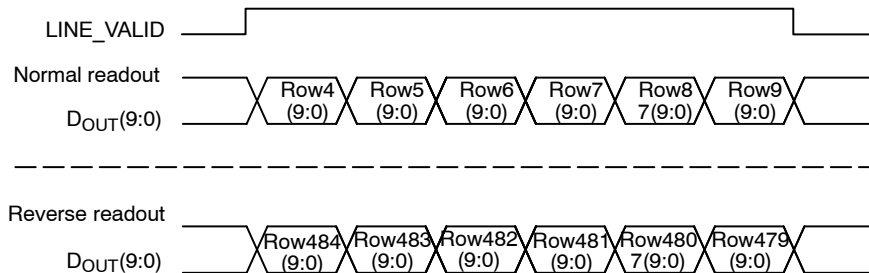 LINE_VALID
Normal readout
Row4 Row5 Row6 Row7 Row8 Row9
(9:0) (9:0) (9:0) (9:0) 7(9:0) (9:0)
DOUT(9:0)
Reverse readout
Row484 Row483 Row482 Row481 Row480 Row479
(9:0) (9:0) (9:0) (9:0) 7(9:0) (9:0)
DOUT(9:0)